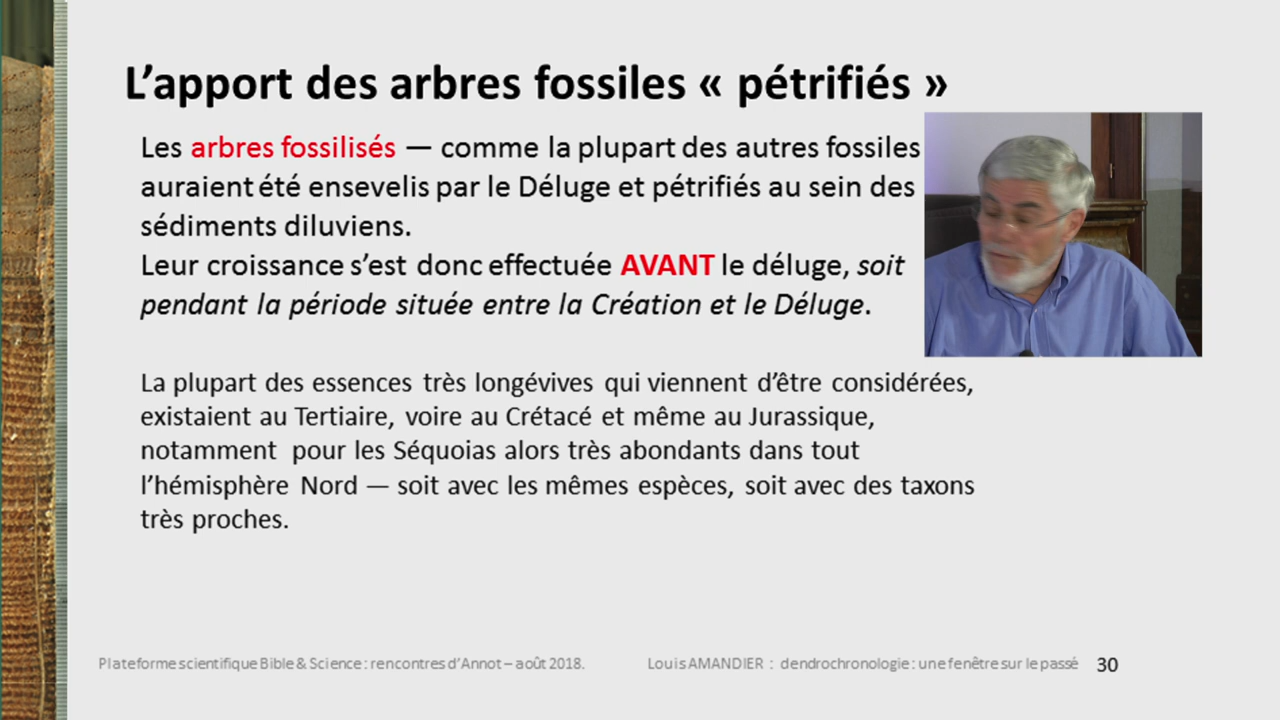 L’apport des arbres fossiles « pétrifiés »
Les arbres fossilisés — comme la plupart des autres fossiles
auraient été ensevelis par le Déluge et pétrifiés au sein des
sédiments diluviens.
Leur croissance s’est donc effectuée AVANT le déluge, soit
pendant la période située entre la Création et le Déluge.
La plupart des essences très longévives qui viennent d’être considérées,
existaient au Tertiaire, voire au Crétacé et même au Jurassique,
notamment pour les Séquoias alors très abondants dans tout
l’hémisphère Nord — soit avec les mêmes espèces, soit avec des taxons
très proches.
Plateforme scientifique Bible & Science : rencontres d’Annot – août 2018. Louis AMANDIER : dendrochronologie : une fenêtre sur le passé 30